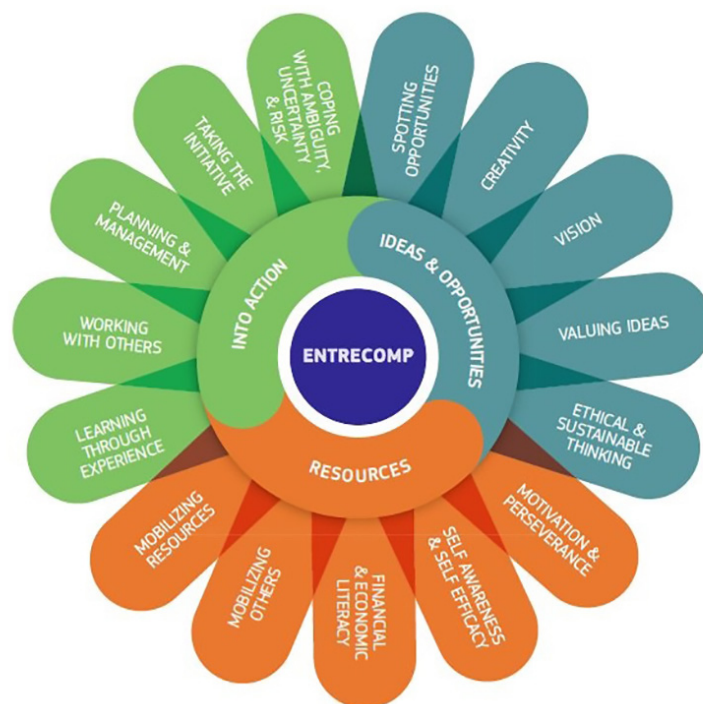 ENTRECOMP
IDEAS & OPPORTUNITIES
SPOTTING
OPPORTUNITIES
CREATIVITY
VISION
VALUING IDEAS
ETHICAL &
SUSTAINABLE
THINKING
RESOURCES
MOTIVATION &
PERSEVERANCE
SELF AWARENESS
& SELF EFFICACY
FINANCIAL
& ECONOMIC
LITERACY
MOBILIZING
OTHERS
MOBILIZING
RESOURCES
INTO ACTION
LEARNING
THROUGH
EXPERIENCE
WORKING
WITH OTHERS
PLANNING &
MANAGEMENT
TAKING THE
INITIATIVE
COPING
WITH AMBIGUITY,
UNCERTAINTY
& RISK